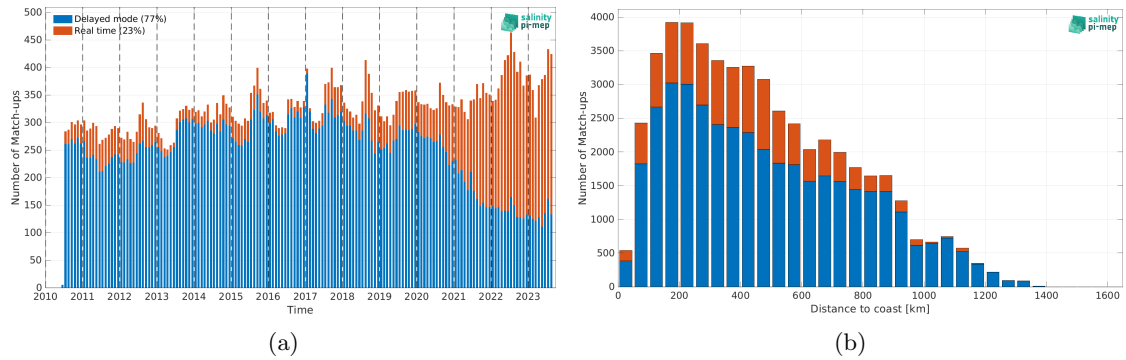 Delayed mode (77%)
Real time (23%)
salinity
pi-mep
Number of Match-ups
500
450
400
350
300
250
200
150
100
50
0
2010 2011 2012 2013 2014 2015 2016 2017 2018 2019 2020 2021 2022 2023
Time
(a)
salinity
pi-mep
Number of Match-ups
4000
3500
3000
2500
2000
1500
1000
500
0
0 200 400 600 800 1000 1200 1400 1600
Distance to coast [km]
(b)